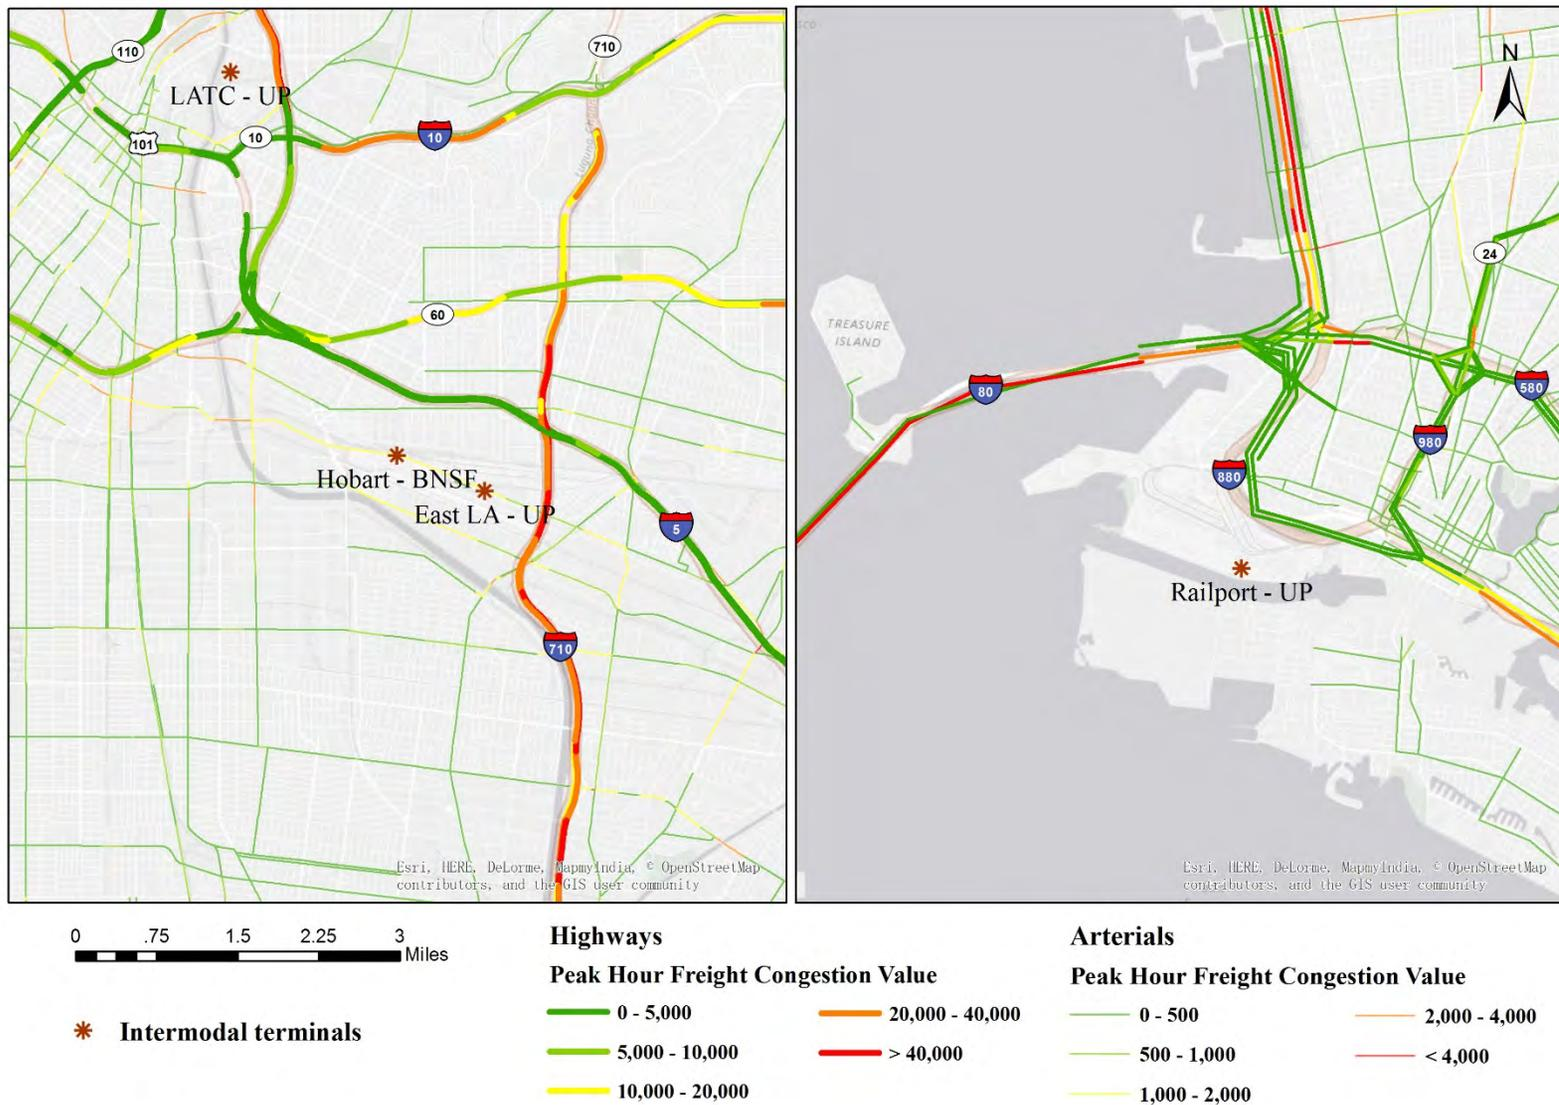 110
710
LATC - UP
101
10
10
60
Hobart - BNSF
East LA - UP
5
710
Esri, HERE, DeLorme, MapmyIndia, © OpenStreetMap
contributors, and the GIS user community
N
24
TREASURE
ISLAND
80
580
980
880
Railport - UP
Esri, HERE, DeLorme, MapmyIndia, © OpenStreetMap
contributors, and the GIS user community
0 .75 1.5 2.25 3
Miles
Intermodal terminals
Highways
Peak Hour Freight Congestion Value
0 - 5,000
5,000 - 10,000
10,000 - 20,000
20,000 - 40,000
> 40,000
Arterials
Peak Hour Freight Congestion Value
0 - 500
500 - 1,000
1,000 - 2,000
2,000 - 4,000
< 4,000